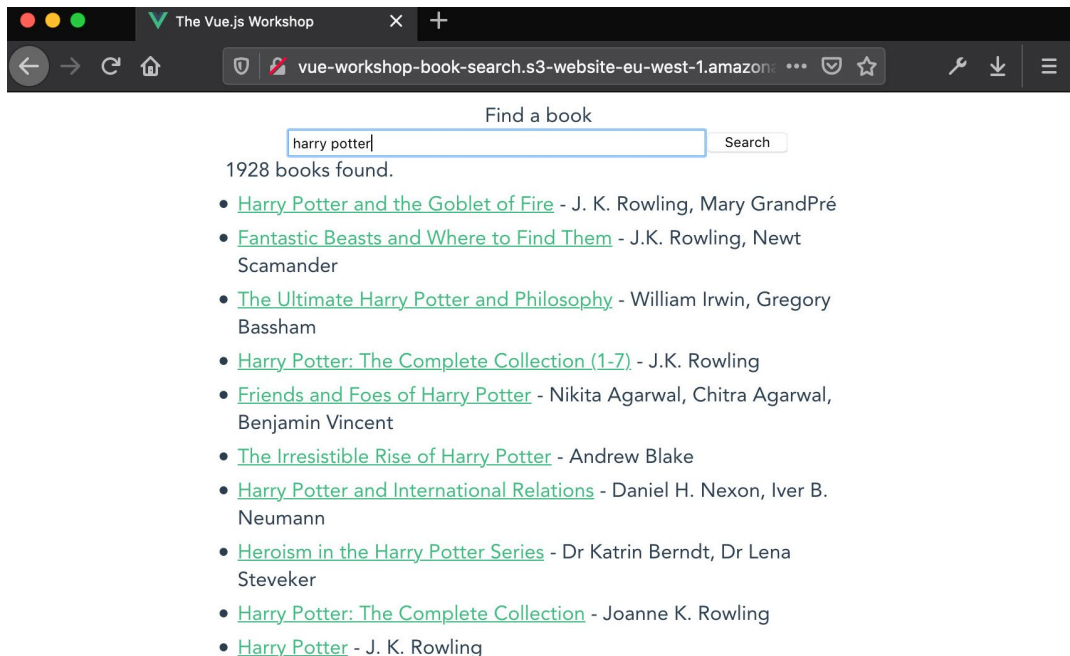 The Vue.js Workshop
vue-workshop-book-search.s3-website-eu-west-1.amazon
Find a book
harry potter
Search
1928 books found.
Harry Potter and the Goblet of Fire - J. K. Rowling, Mary GrandPré
Fantastic Beasts and Where to Find Them - J.K. Rowling, Newt
Scamander
The Ultimate Harry Potter and Philosophy - William Irwin, Gregory
Bassham
Harry Potter: The Complete Collection (1-7) - J.K. Rowling
Friends and Foes of Harry Potter - Nikita Agarwal, Chitra Agarwal,
Benjamin Vincent
The Irresistible Rise of Harry Potter - Andrew Blake
Harry Potter and International Relations - Daniel H. Nexon, Iver B.
Neumann
Heroism in the Harry Potter Series - Dr Katrin Berndt, Dr Lena
Steveker
Harry Potter: The Complete Collection - Joanne K. Rowling
Harry Potter - J. K. Rowling